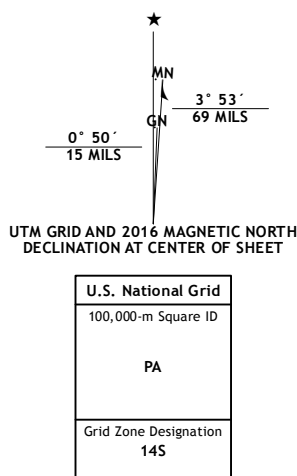 ★
MN
3° 53´
69 MILS
GN
0° 50´
15 MILS
UTM GRID AND 2016 MAGNETIC NORTH
DECLINATION AT CENTER OF SHEET
U.S. National Grid
100,000-m Square ID
PA
Grid Zone Designation
14S